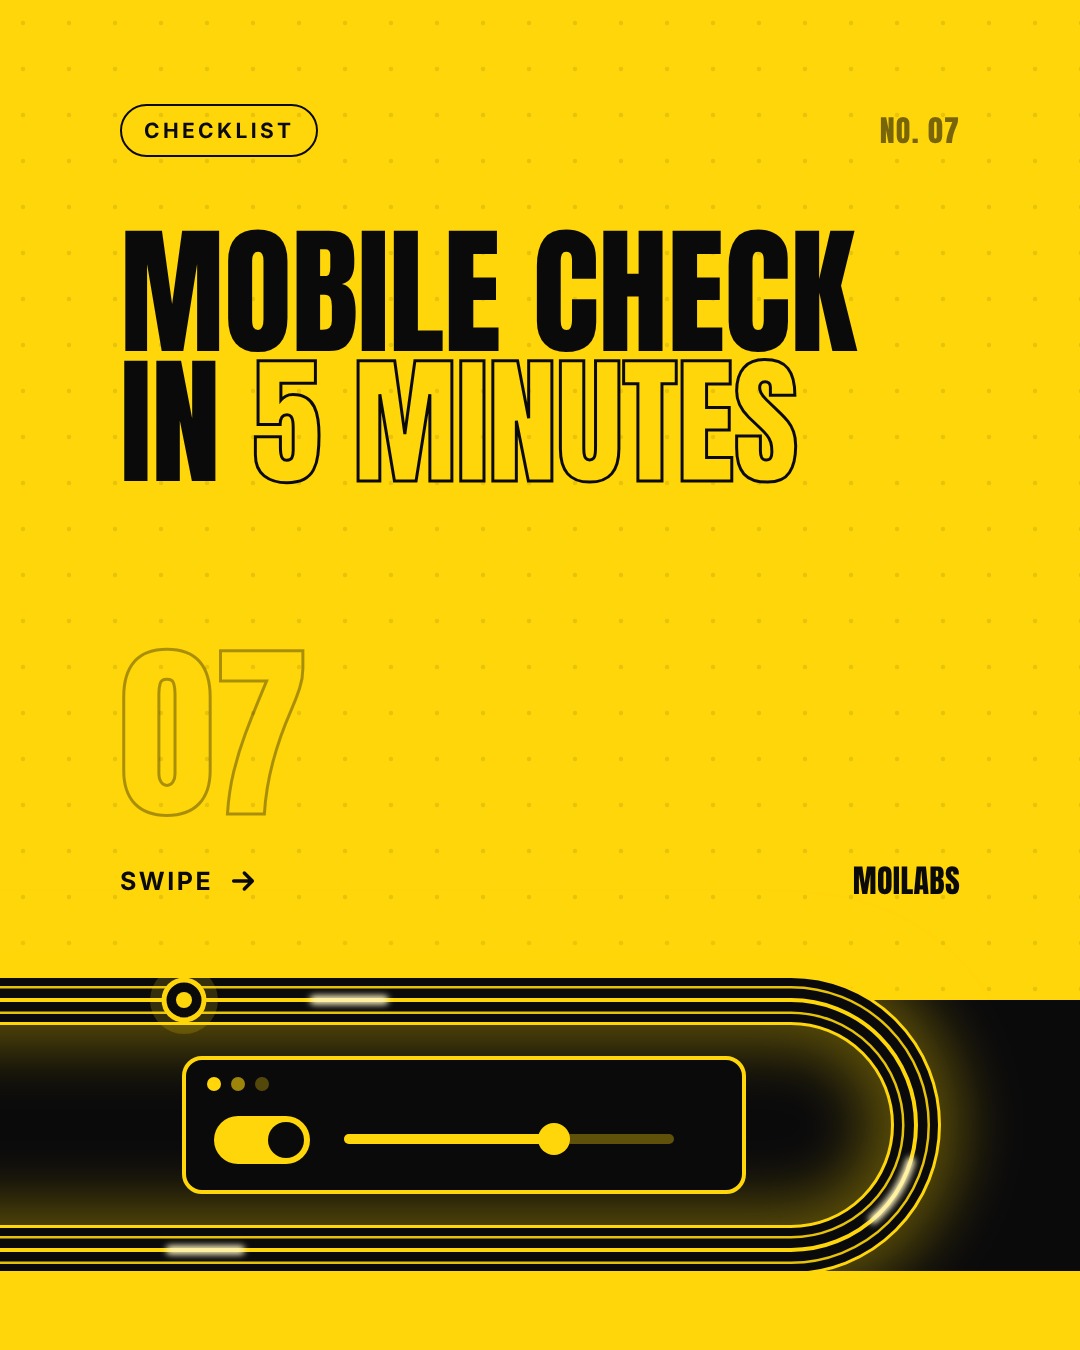 CHECKLIST
NO. 07
MOBILE CHECK
IN 5 MINUTES
07
SWIPE →
MOILABS